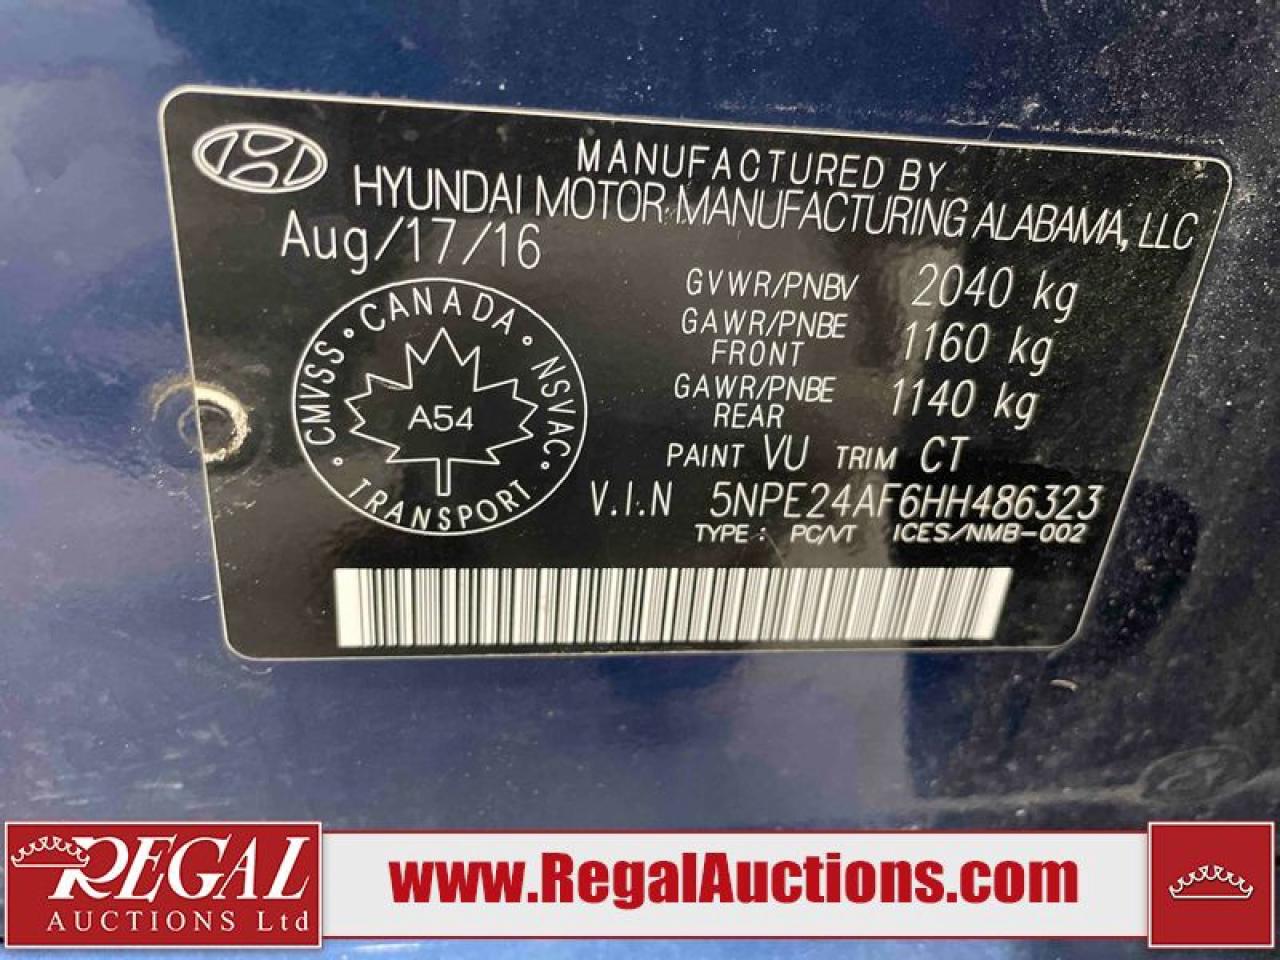 MANUFACTURED BY
HYUNDAI MOTOR MANUFACTURING ALABAMA, LLC
Aug/17/16
GVWR/PNBV 2040 kg
GAWR/PNBE FRONT 1160 kg
GAWR/PNBE REAR 1140 kg
PAINT VU TRIM CT
V.I.N 5NPE24AF6HH486323
TYPE : PC/VT ICES/NMB-002
CMVSS · CANADA · NSVAC · TRANSPORT ·
A54
REGAL
AUCTIONS Ltd
www.RegalAuctions.com